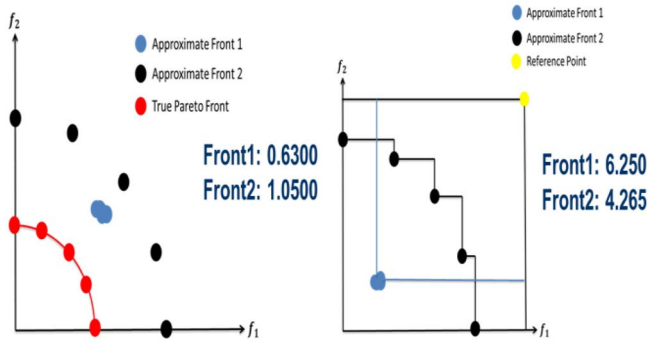 f₂
Approximate Front 1
Approximate Front 2
True Pareto Front
Front1: 0.6300
Front2: 1.0500
f₁
Approximate Front 1
Approximate Front 2
Reference Point
f₂
Front1: 6.250
Front2: 4.265
f₁